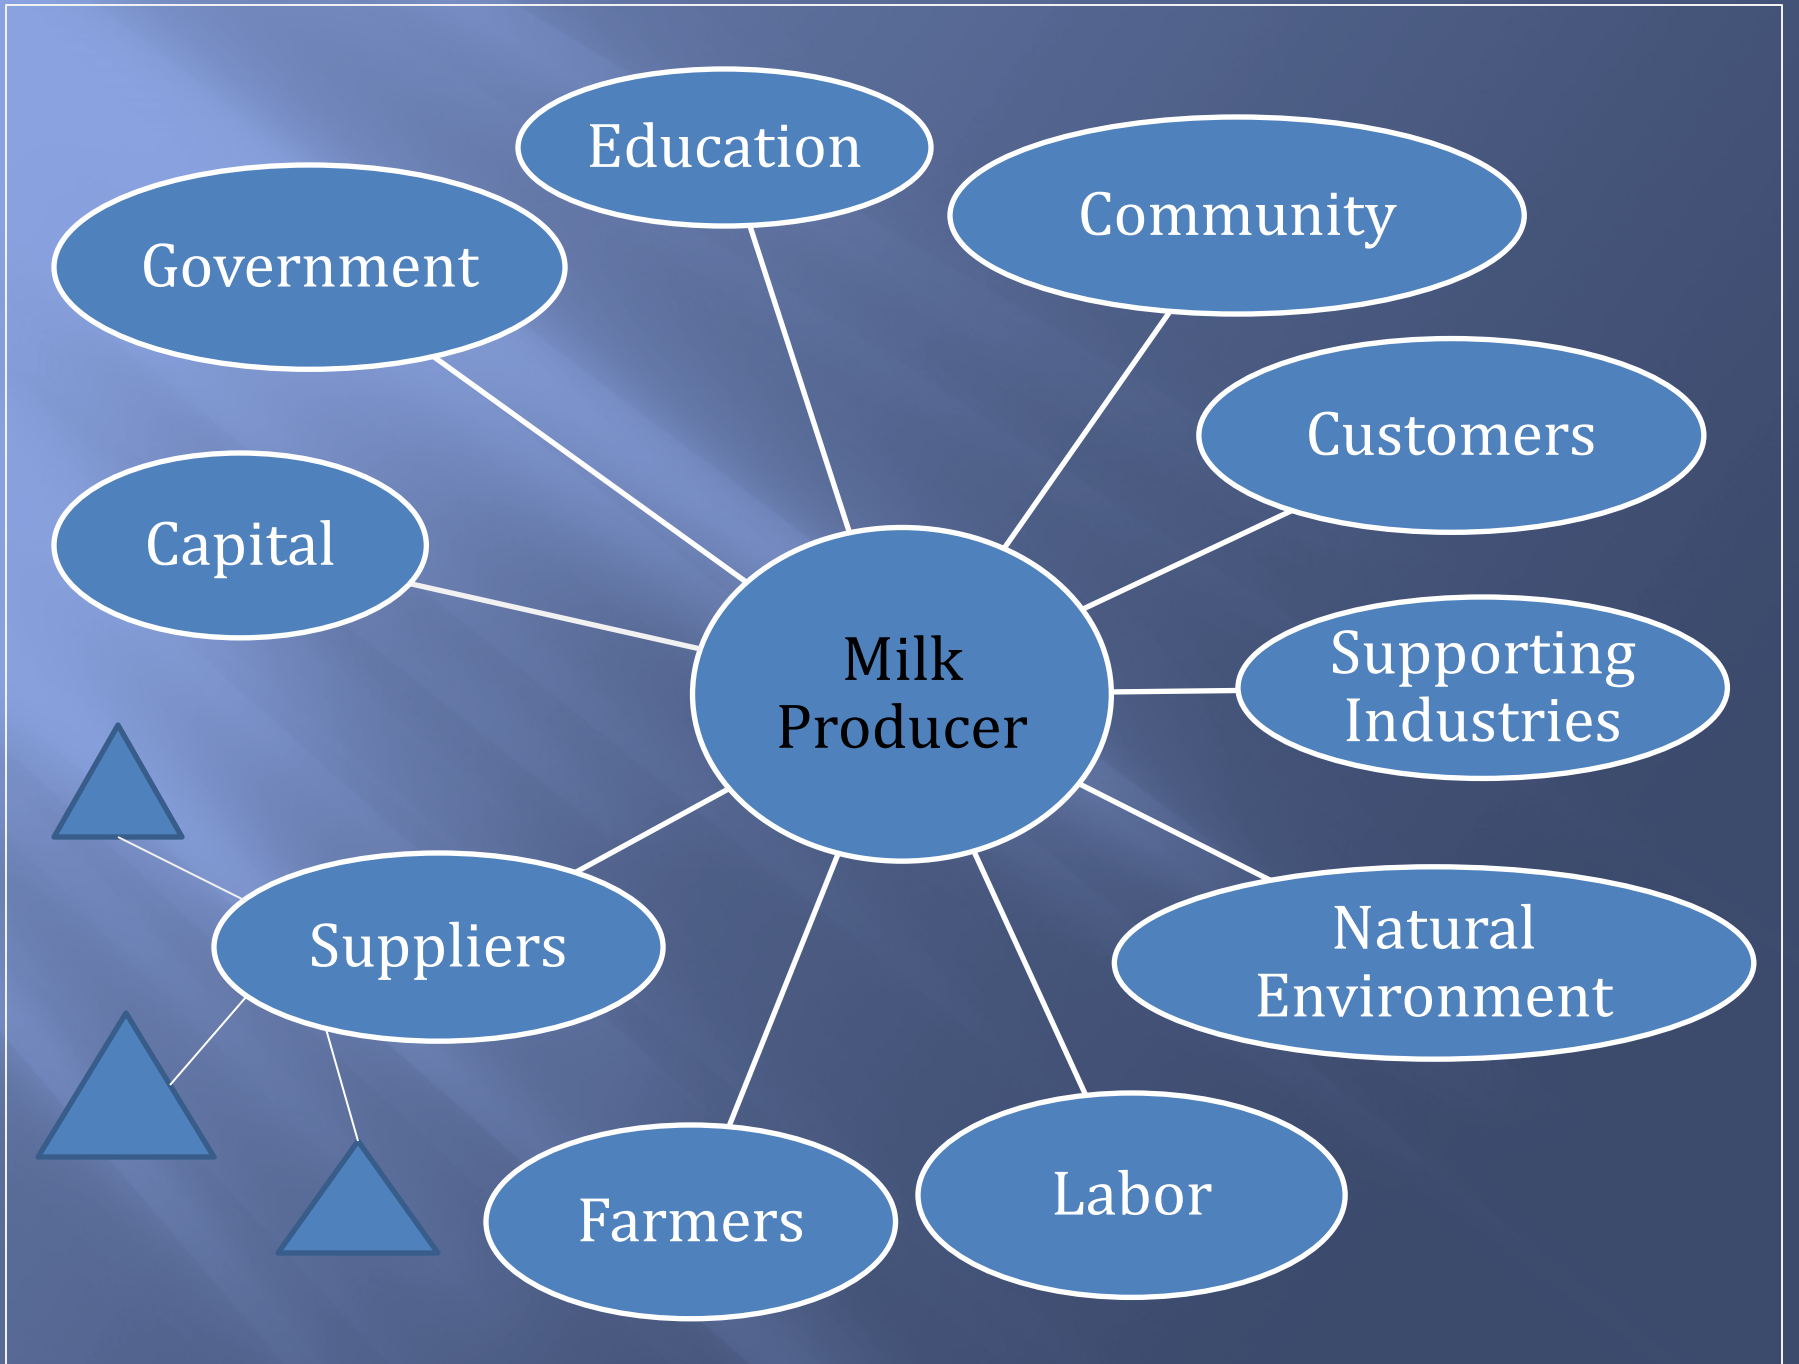 Education
Community
Government
Customers
Capital
Milk
Producer
Supporting
Industries
Suppliers
Natural
Environment
Labor
Farmers